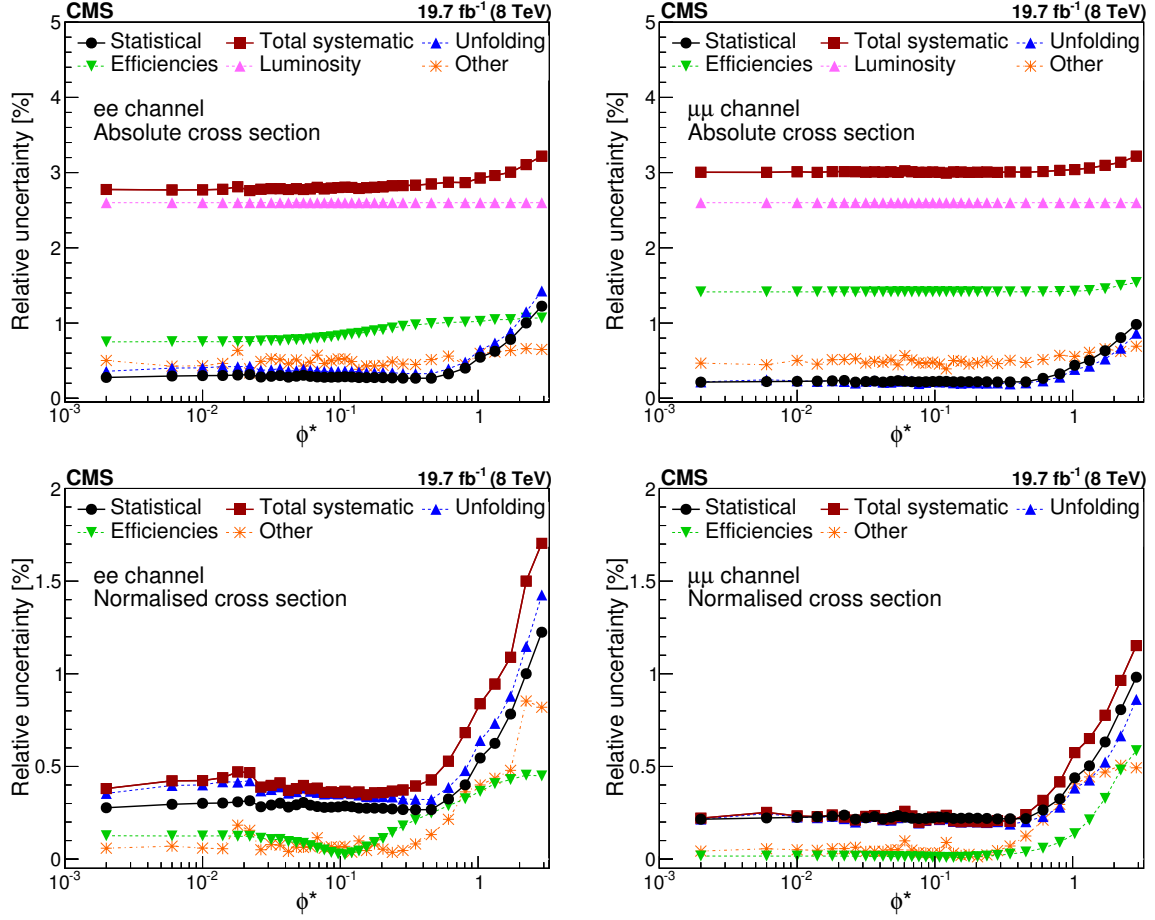 CMS 19.7 fb⁻¹ (8 TeV)
Relative uncertainty [%]
5
4
3
2
1
0
Statistical Total systematic Unfolding
Efficiencies Luminosity Other
ee channel
Absolute cross section
10⁻³ 10⁻² 10⁻¹ 1
ϕ*
CMS 19.7 fb⁻¹ (8 TeV)
Relative uncertainty [%]
5
4
3
2
1
0
Statistical Total systematic Unfolding
Efficiencies Luminosity Other
μμ channel
Absolute cross section
10⁻³ 10⁻² 10⁻¹ 1
ϕ*
CMS 19.7 fb⁻¹ (8 TeV)
Relative uncertainty [%]
2
1.5
1
0.5
0
Statistical Total systematic Unfolding
Efficiencies Other
ee channel
Normalised cross section
10⁻³ 10⁻² 10⁻¹ 1
ϕ*
CMS 19.7 fb⁻¹ (8 TeV)
Relative uncertainty [%]
2
1.5
1
0.5
0
Statistical Total systematic Unfolding
Efficiencies Other
μμ channel
Normalised cross section
10⁻³ 10⁻² 10⁻¹ 1
ϕ*